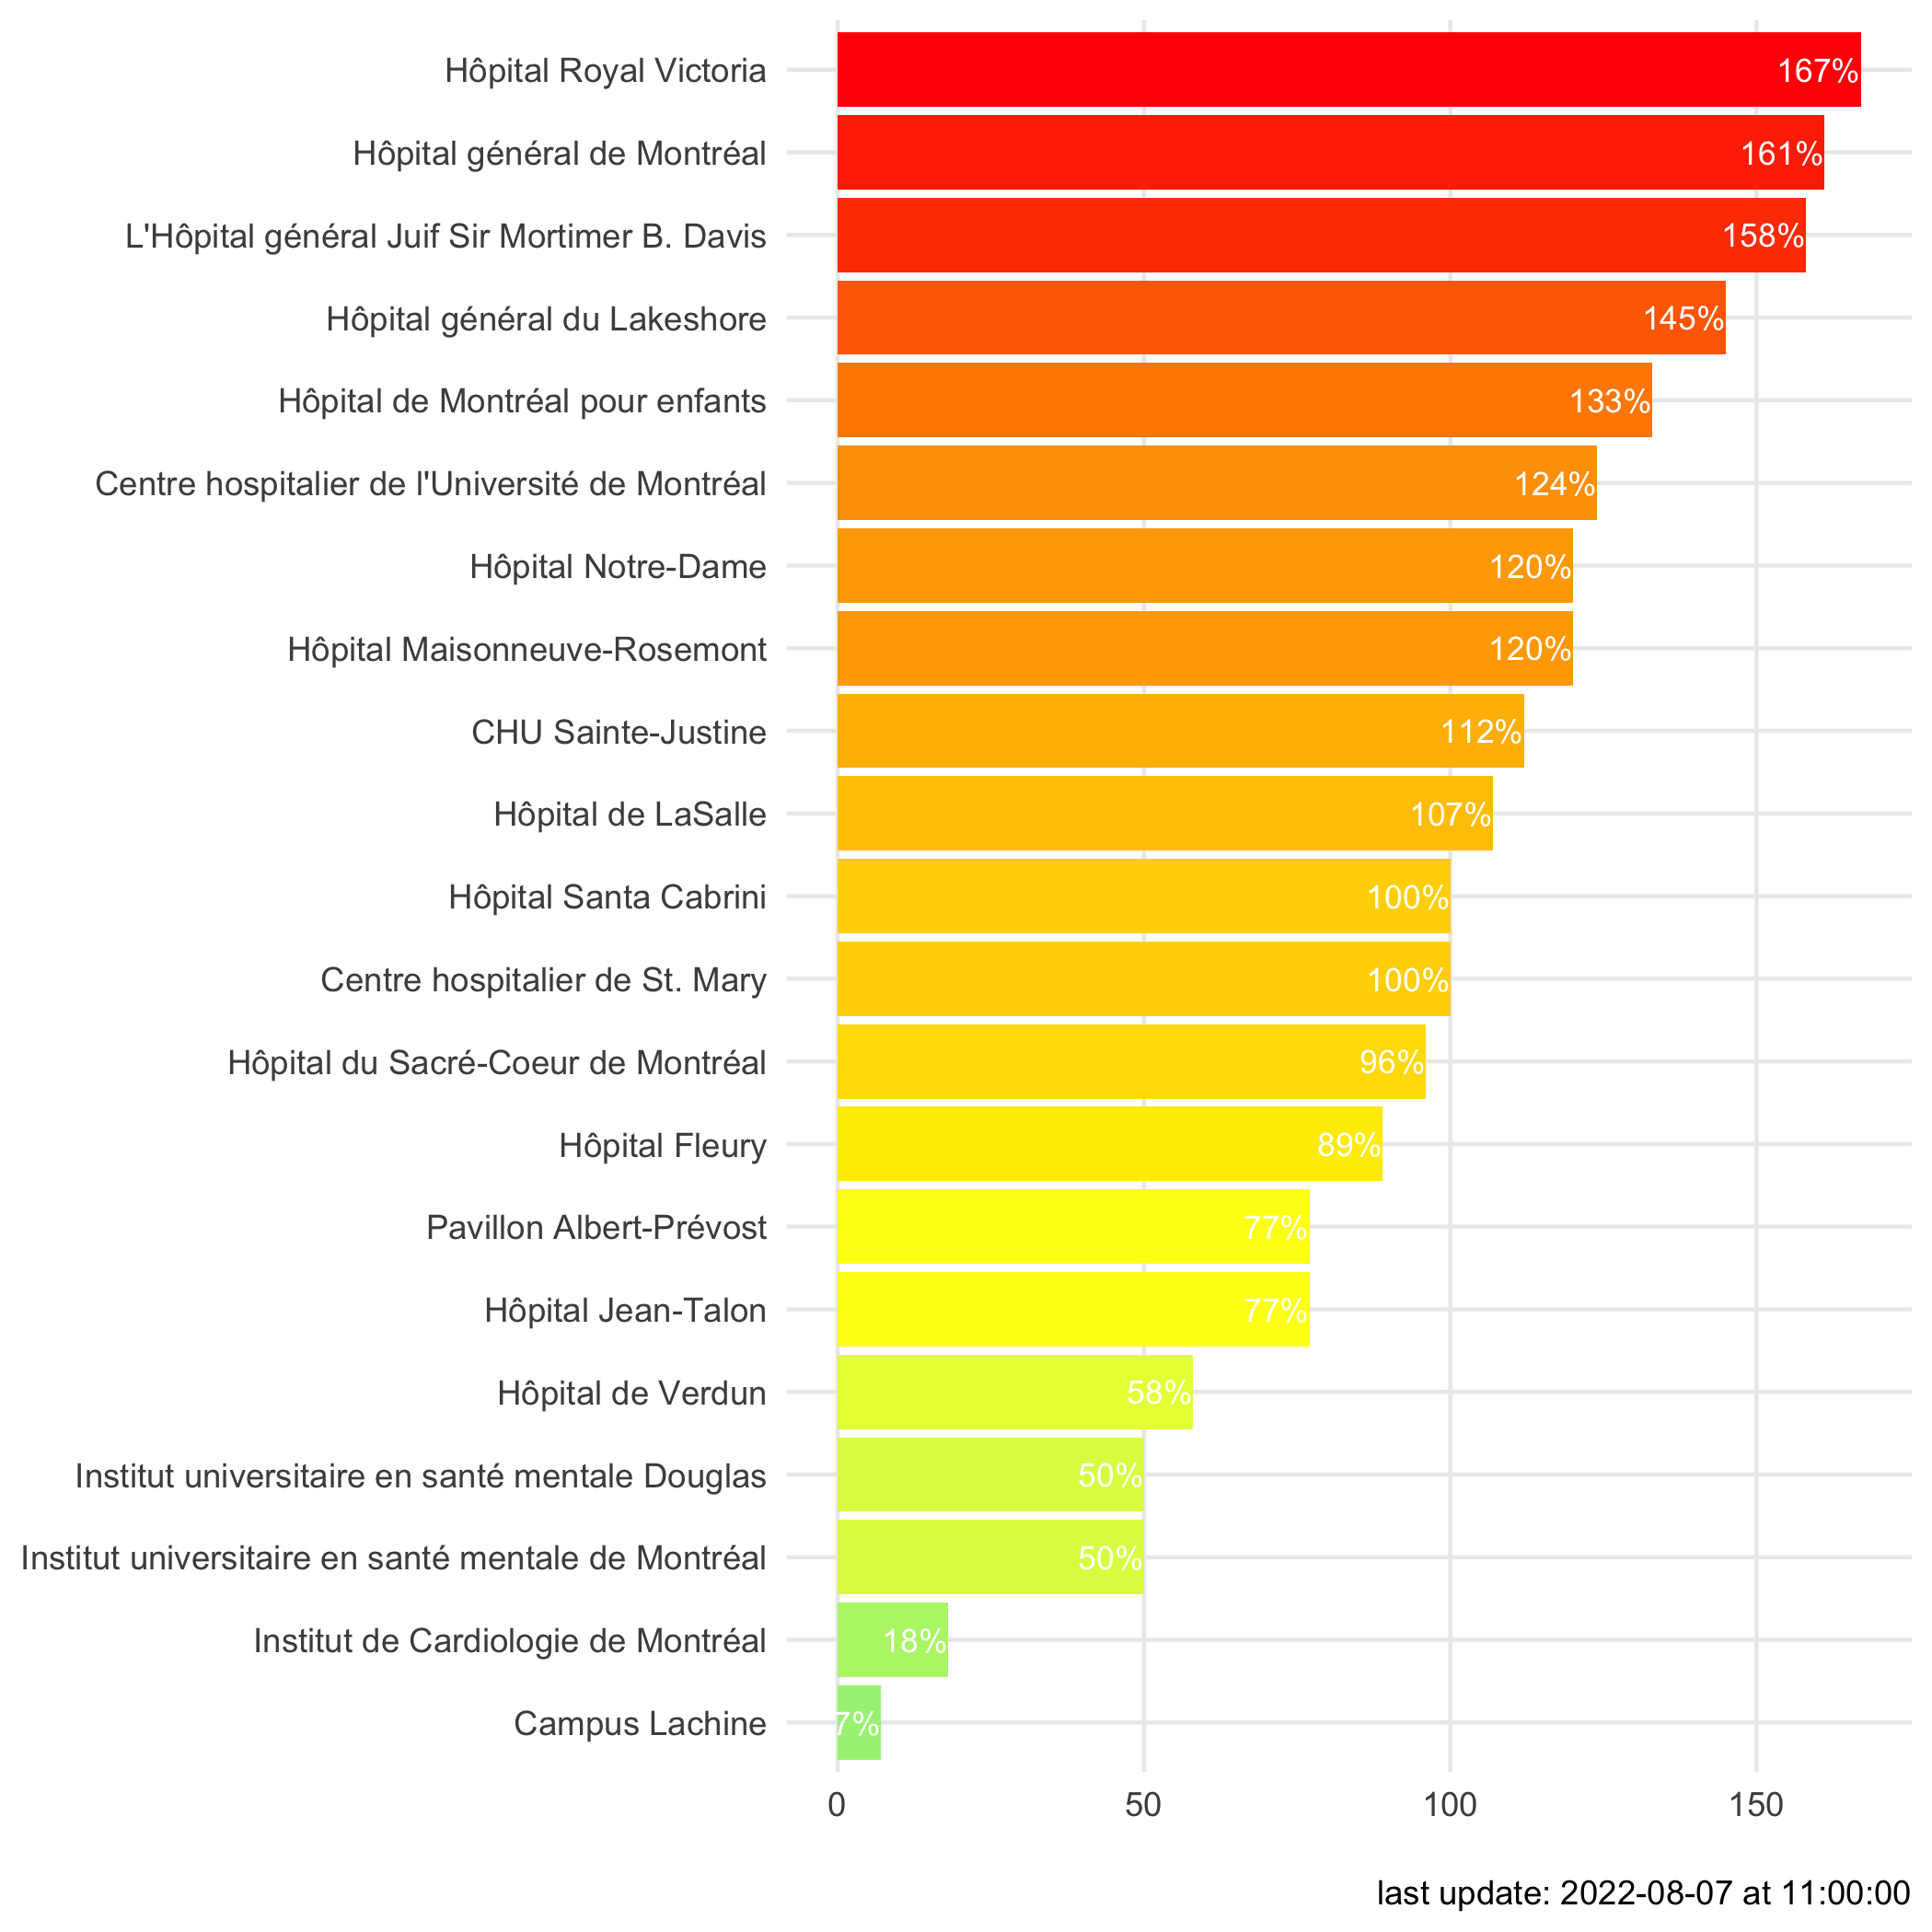 Hôpital Royal Victoria 167%
Hôpital général de Montréal 161%
L'Hôpital général Juif Sir Mortimer B. Davis 158%
Hôpital général du Lakeshore 145%
Hôpital de Montréal pour enfants 133%
Centre hospitalier de l'Université de Montréal 124%
Hôpital Notre-Dame 120%
Hôpital Maisonneuve-Rosemont 120%
CHU Sainte-Justine 112%
Hôpital de LaSalle 107%
Hôpital Santa Cabrini 100%
Centre hospitalier de St. Mary 100%
Hôpital du Sacré-Coeur de Montréal 96%
Hôpital Fleury 89%
Pavillon Albert-Prévost 77%
Hôpital Jean-Talon 77%
Hôpital de Verdun 58%
Institut universitaire en santé mentale Douglas 50%
Institut universitaire en santé mentale de Montréal 50%
Institut de Cardiologie de Montréal 18%
Campus Lachine 7%
0 50 100 150
last update: 2022-08-07 at 11:00:00